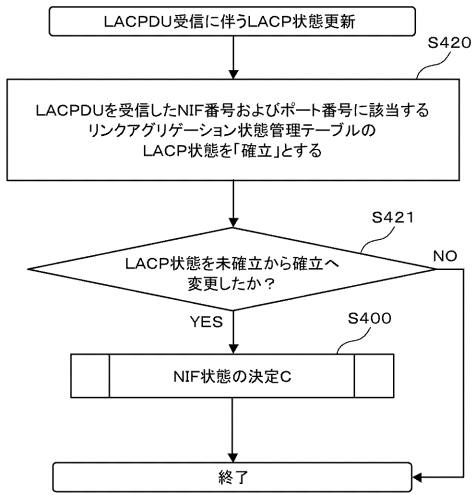 LACPDU受信に伴うLACP状態更新
S420
LACPDUを受信したNIF番号およびポート番号に該当する
リンクアグリゲーション状態管理テーブルの
LACP状態を「確立」とする
S421
LACP状態を未確立から確立へ
変更したか？
NO
YES
S400
NIF状態の決定C
終了